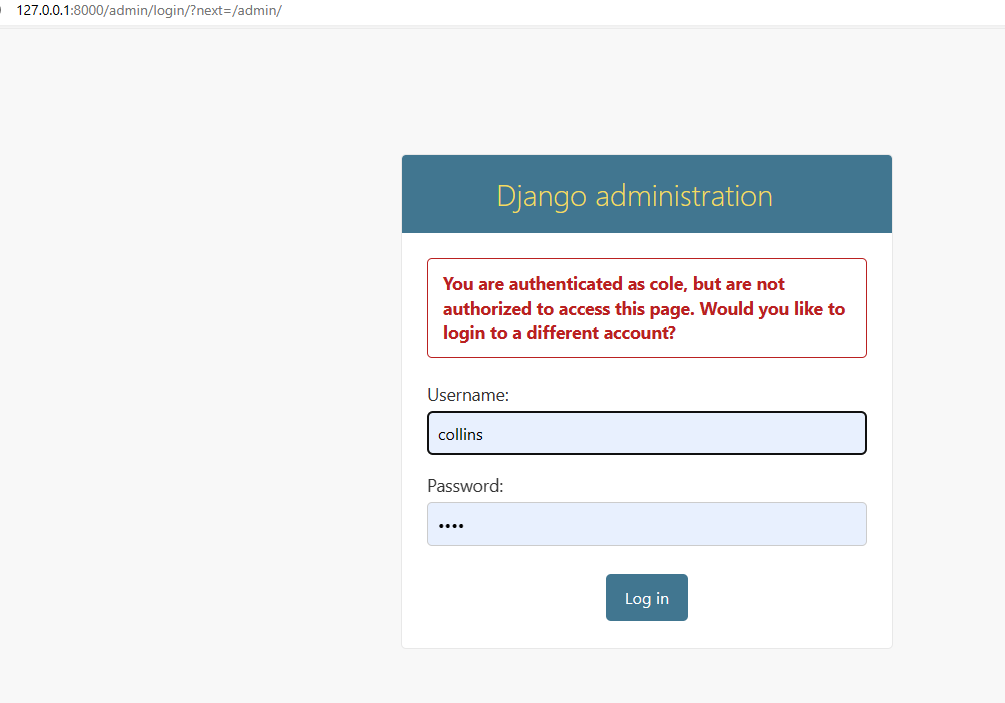 127.0.0.1:8000/admin/login/?next=/admin/
Django administration
You are authenticated as cole, but are not
authorized to access this page. Would you like to
login to a different account?
Username:
collins
Password:
••••
Log in